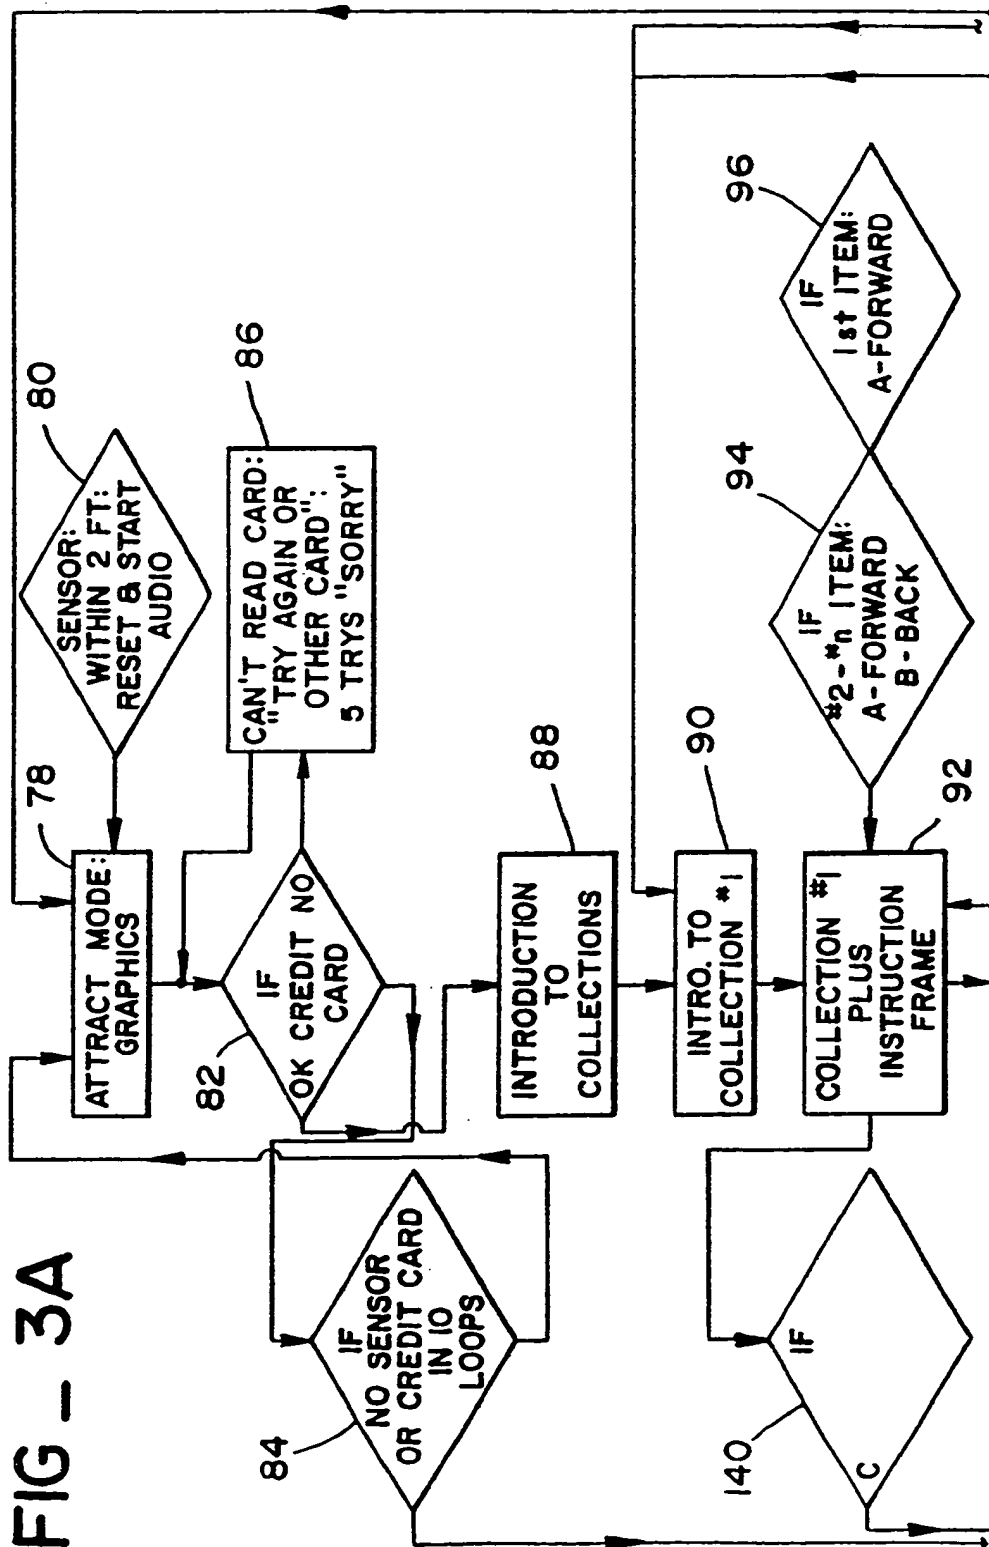 FIG - 3A
80
SENSOR:
WITHIN 2 FT:
RESET & START
AUDIO
78
ATTRACT MODE:
GRAPHICS
86
CAN'T READ CARD:
"TRY AGAIN OR
OTHER CARD":
5 TRYS "SORRY"
82
IF
OK CREDIT NO
CARD
84
IF
NO SENSOR
OR CREDIT CARD
IN 10
LOOPS
88
INTRODUCTION
TO
COLLECTIONS
90
INTRO. TO
COLLECTION #1
92
COLLECTION #1
PLUS
INSTRUCTION
FRAME
94
IF
#2-#n ITEM:
A-FORWARD
B-BACK
96
IF
1st ITEM:
A-FORWARD
140
IF
C